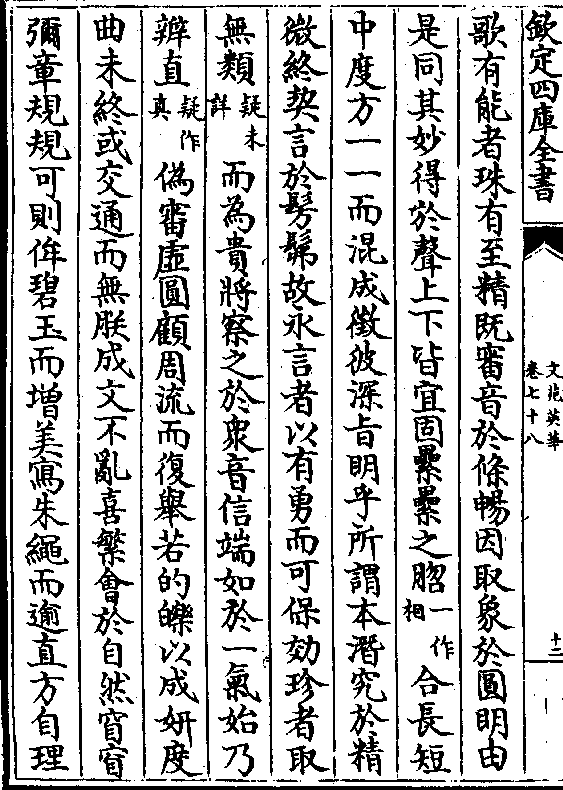 欽定四庫全書
文苑英華
卷七十八
十二
歌有能者珠有至精既審音於條暢因取象於圓明由
是同其妙得於聲上下皆宜固纍纍之㫚一作相合長短
中度方一一而混成徵彼深旨明乎所謂本潛究於精
微終契言於髣髴故永言者以有勇而可保効珍者取
無纇疑未詳而為貴將察之於衆音信端如於一氣始乃
辨直疑作真偽審虛圓顧周流而復舉若的皪以成妍度
曲未終或交通而無朕成文不亂喜繁會於自然窅窅
彌章規規可則侔碧玉而增美寫朱繩而逾直方自理